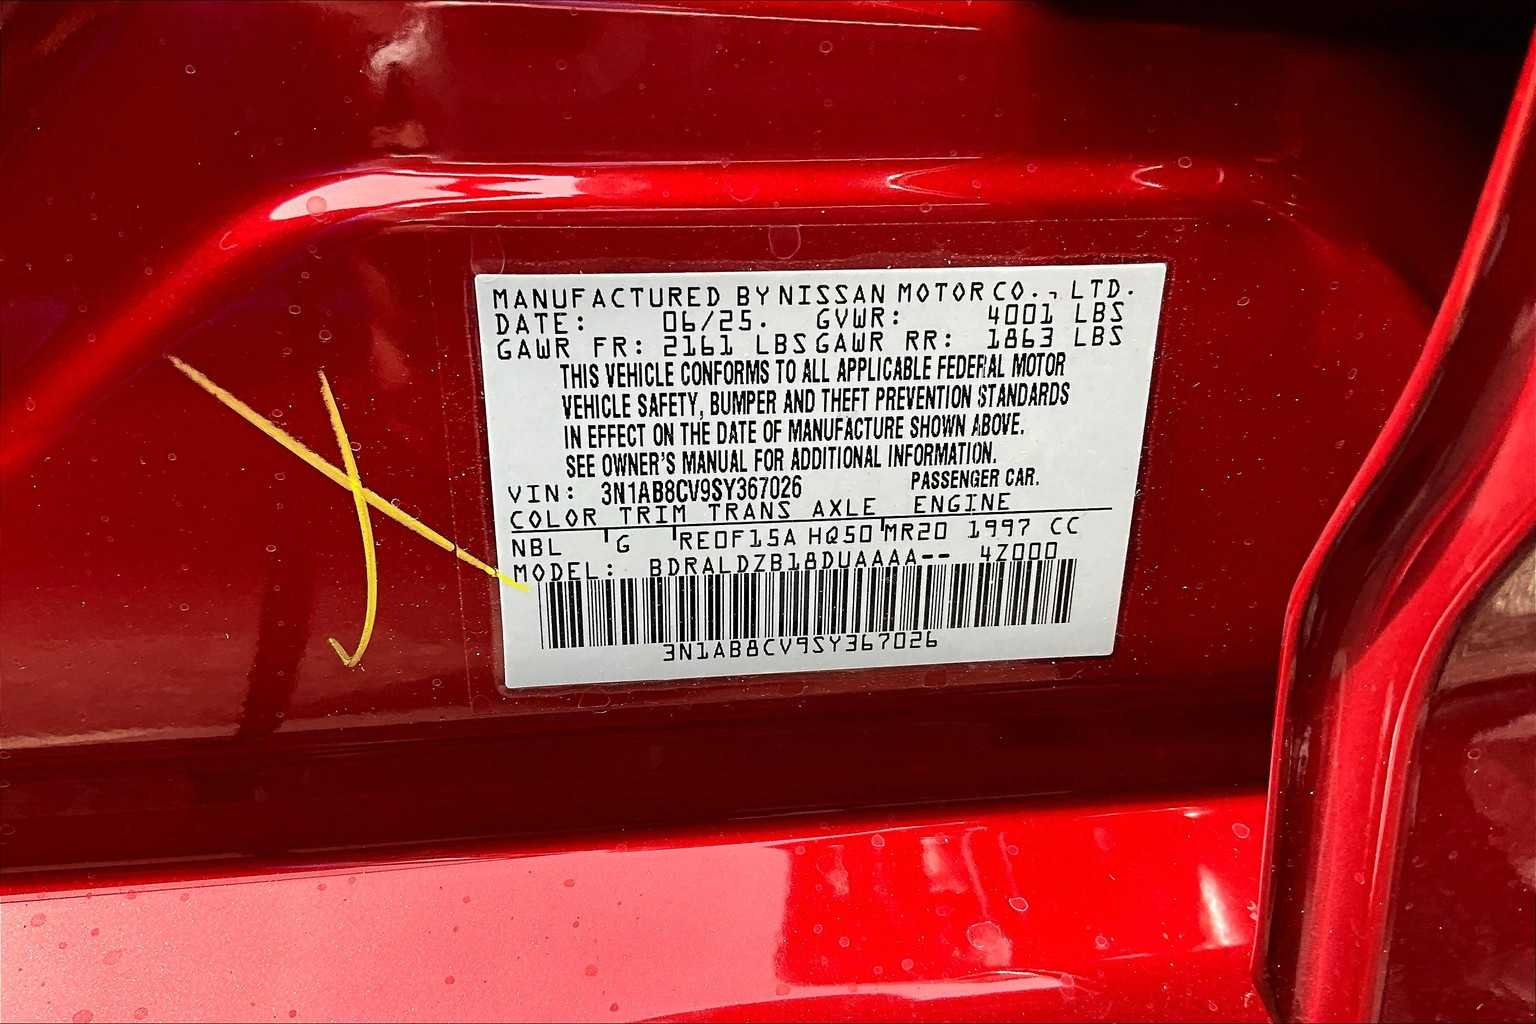 MANUFACTURED BY NISSAN MOTOR CO., LTD.
DATE: 06/25. GVWR: 4001 LBS
GAWR FR: 2161 LBS GAWR RR: 1863 LBS
THIS VEHICLE CONFORMS TO ALL APPLICABLE FEDERAL MOTOR
VEHICLE SAFETY, BUMPER AND THEFT PREVENTION STANDARDS
IN EFFECT ON THE DATE OF MANUFACTURE SHOWN ABOVE.
SEE OWNER'S MANUAL FOR ADDITIONAL INFORMATION.
VIN: 3N1AB8CV9SY367026 PASSENGER CAR.
COLOR TRIM TRANS AXLE ENGINE
NBL G RE0F15A HQ50 MR20 1997 CC
MODEL: BDRALDZB18DUAAAA-- 4Z000
3N1AB8CV9SY367026